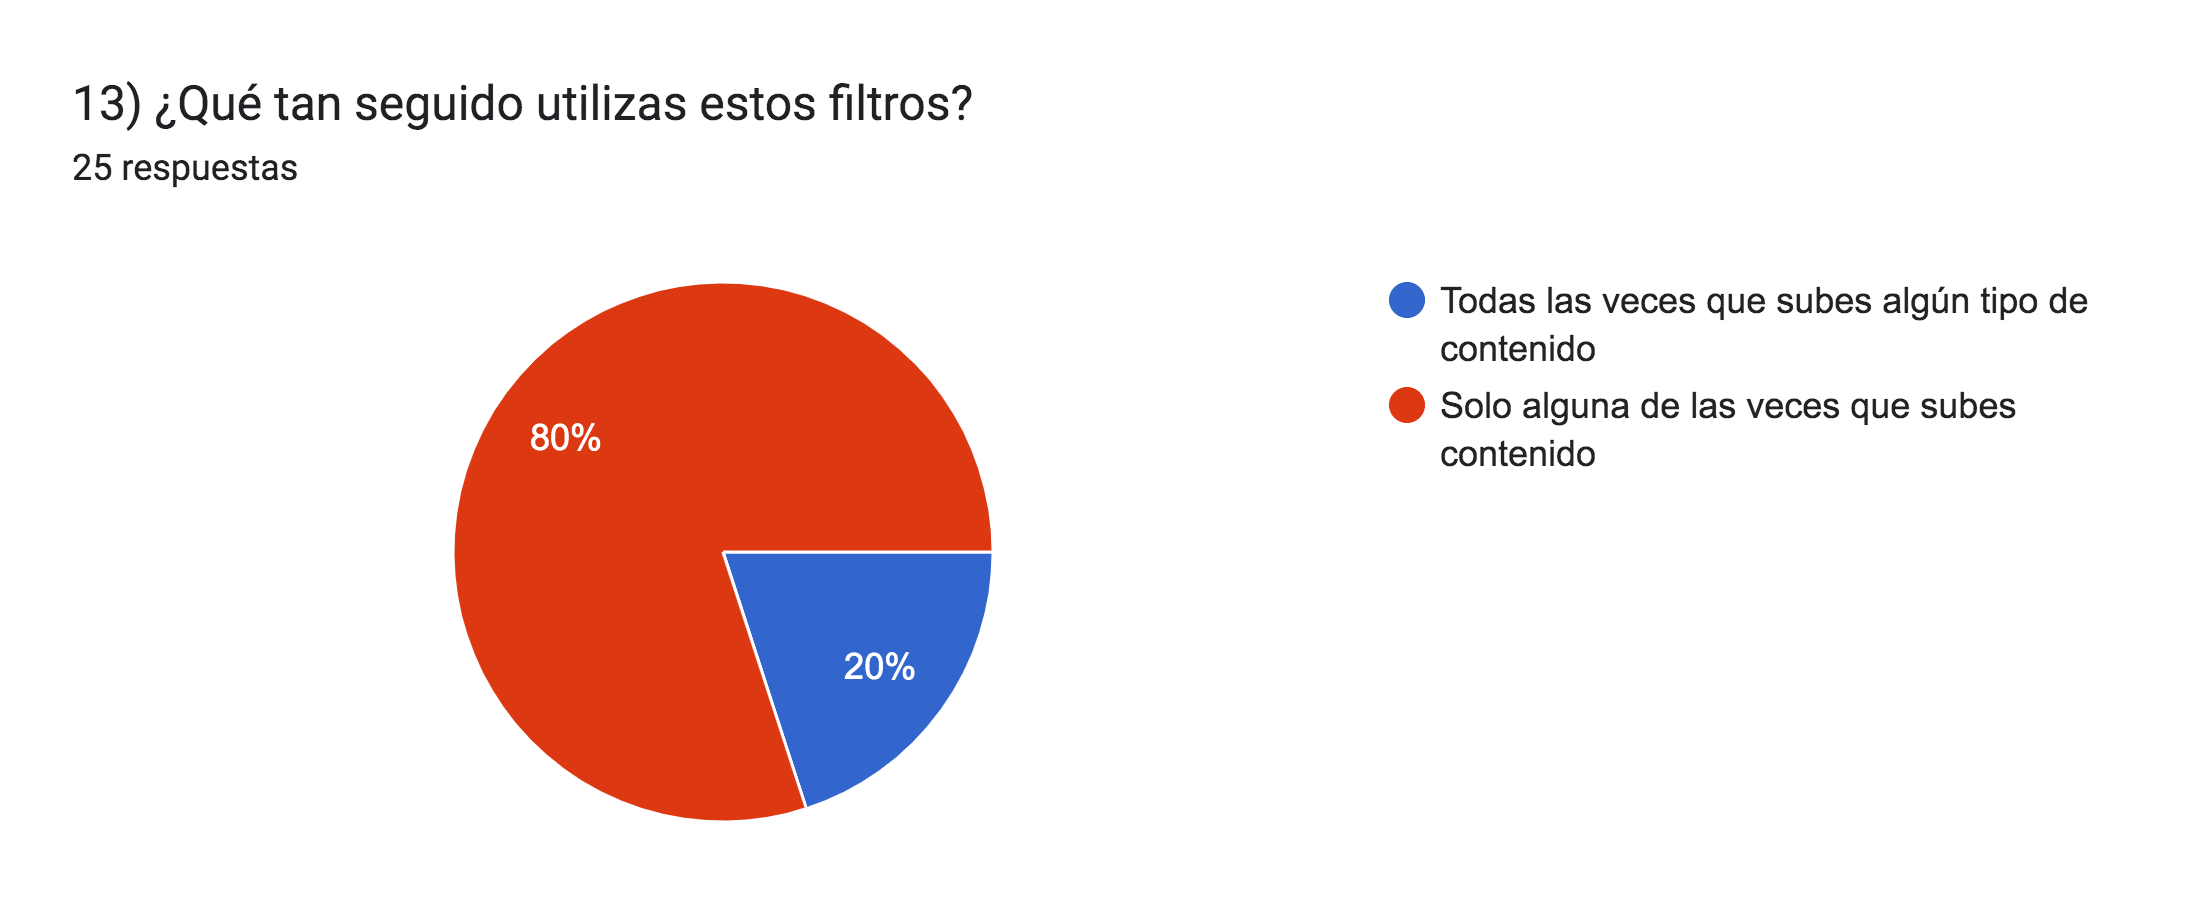 13) ¿Qué tan seguido utilizas estos filtros?
25 respuestas
Todas las veces que subes algún tipo de
contenido
Solo alguna de las veces que subes
contenido
80%
20%